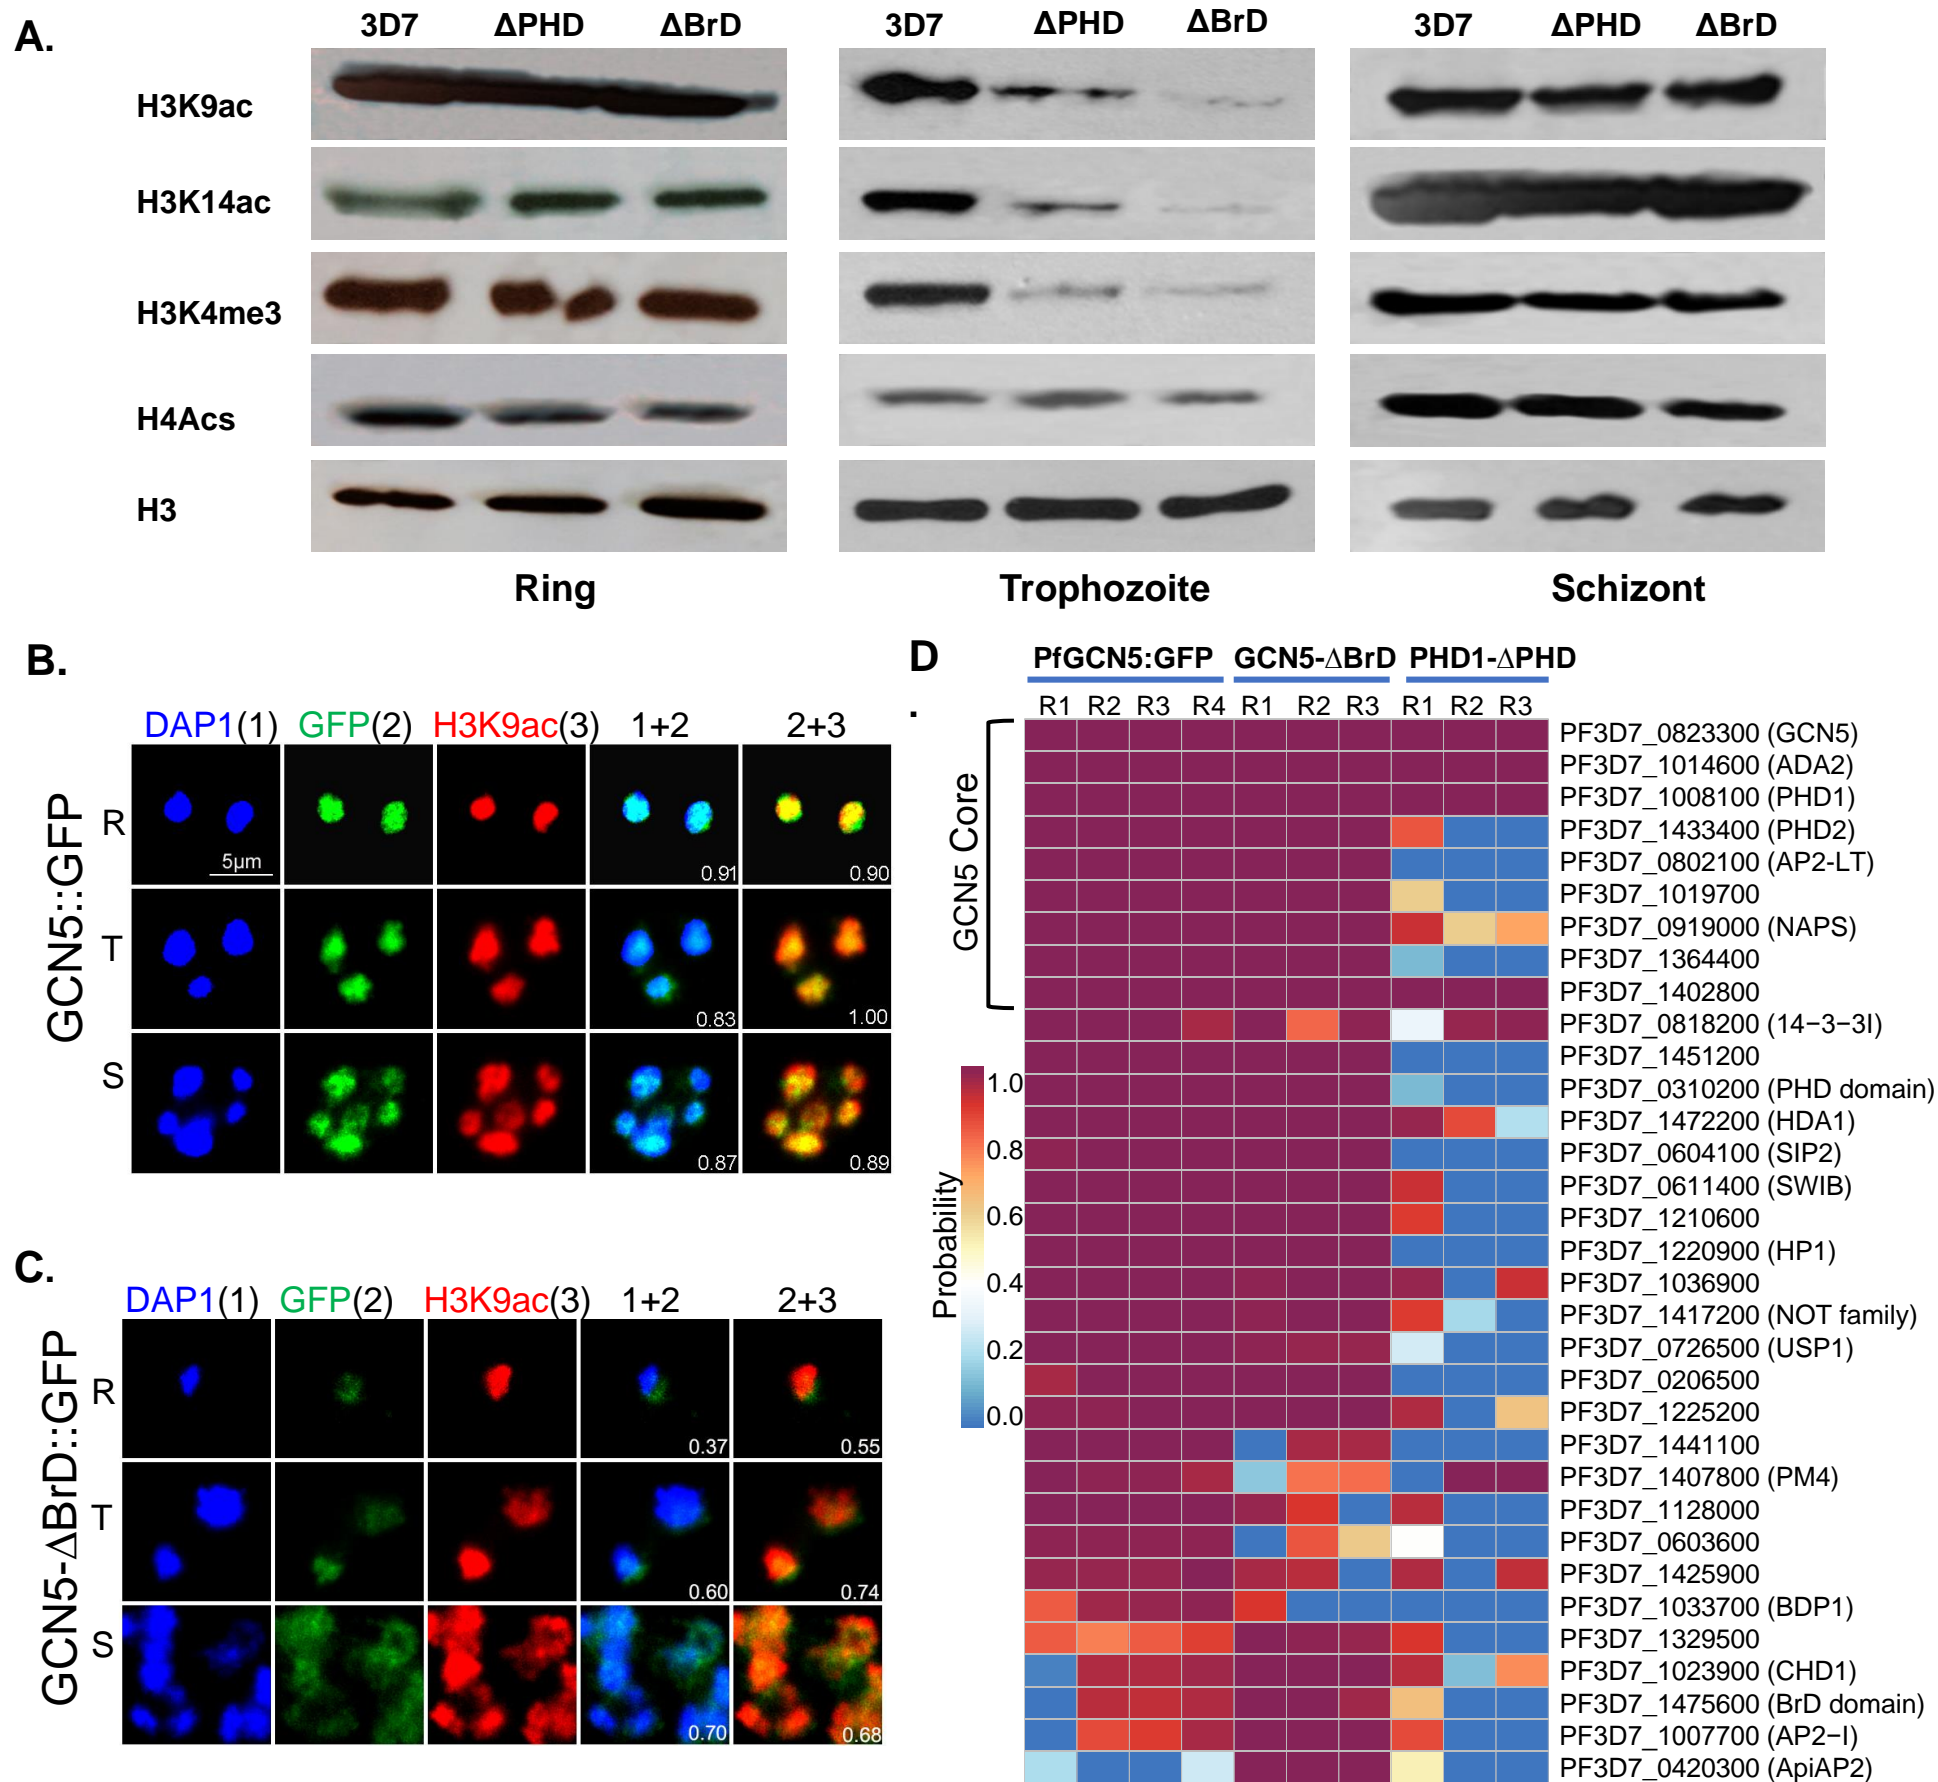 A.
3D7 ΔPHD ΔBrD
3D7 ΔPHD ΔBrD
3D7 ΔPHD ΔBrD
H3K9ac
H3K14ac
H3K4me3
H4Acs
H3
Ring
Trophozoite
Schizont
B.
DAP1(1) GFP(2) H3K9ac(3) 1+2 2+3
GCN5::GFP
R
5μm
0.91
0.90
T
0.83
1.00
S
0.87
0.89
C.
DAP1(1) GFP(2) H3K9ac(3) 1+2 2+3
GCN5-ΔBrD::GFP
R
0.37
0.55
T
0.60
0.74
S
0.70
0.68
D
.
PfGCN5:GFP GCN5-ΔBrD PHD1-ΔPHD
R1 R2 R3 R4 R1 R2 R3 R1 R2 R3
GCN5 Core
PF3D7_0823300 (GCN5)
PF3D7_1014600 (ADA2)
PF3D7_1008100 (PHD1)
PF3D7_1433400 (PHD2)
PF3D7_0802100 (AP2-LT)
PF3D7_1019700
PF3D7_0919000 (NAPS)
PF3D7_1364400
PF3D7_1402800
PF3D7_0818200 (14−3−3I)
PF3D7_1451200
PF3D7_0310200 (PHD domain)
PF3D7_1472200 (HDA1)
PF3D7_0604100 (SIP2)
PF3D7_0611400 (SWIB)
PF3D7_1210600
PF3D7_1220900 (HP1)
PF3D7_1036900
PF3D7_1417200 (NOT family)
PF3D7_0726500 (USP1)
PF3D7_0206500
PF3D7_1225200
PF3D7_1441100
PF3D7_1407800 (PM4)
PF3D7_1128000
PF3D7_0603600
PF3D7_1425900
PF3D7_1033700 (BDP1)
PF3D7_1329500
PF3D7_1023900 (CHD1)
PF3D7_1475600 (BrD domain)
PF3D7_1007700 (AP2−I)
PF3D7_0420300 (ApiAP2)
Probability
1.0
0.8
0.6
0.4
0.2
0.0